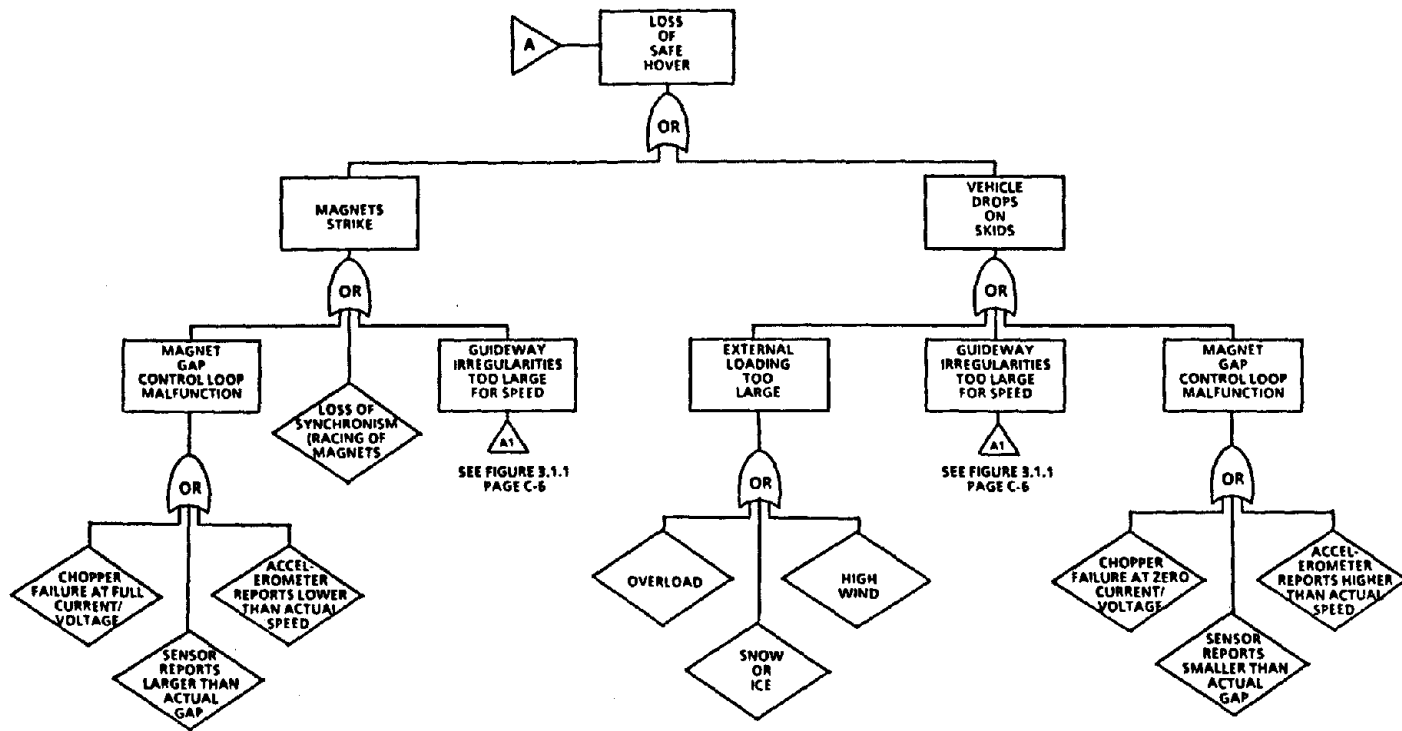 A
LOSS
OF
SAFE
HOVER
OR
MAGNETS
STRIKE
VEHICLE
DROPS
ON
SKIDS
OR
OR
MAGNET
GAP
CONTROL LOOP
MALFUNCTION
LOSS OF
SYNCHRONISM
(RACING OF
MAGNETS
GUIDEWAY
IRREGULARITIES
TOO LARGE
FOR SPEED
A1
SEE FIGURE 3.1.1
PAGE C-6
EXTERNAL
LOADING
TOO
LARGE
GUIDEWAY
IRREGULARITIES
TOO LARGE
FOR SPEED
A1
SEE FIGURE 3.1.1
PAGE C-6
MAGNET
GAP
CONTROL LOOP
MALFUNCTION
OR
CHOPPER
FAILURE AT FULL
CURRENT/
VOLTAGE
SENSOR
REPORTS
LARGER THAN
ACTUAL
GAP
ACCEL-
EROMETER
REPORTS LOWER
THAN ACTUAL
SPEED
OR
OVERLOAD
SNOW
OR
ICE
HIGH
WIND
OR
CHOPPER
FAILURE AT ZERO
CURRENT/
VOLTAGE
SENSOR
REPORTS
SMALLER THAN
ACTUAL
GAP
ACCEL-
EROMETER
REPORTS HIGHER
THAN ACTUAL
SPEED